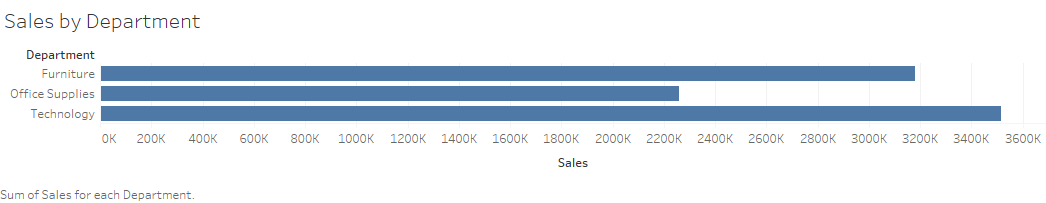 Sales by Department
Department
Furniture
Office Supplies
Technology
0K 200K 400K 600K 800K 1000K 1200K 1400K 1600K 1800K 2000K 2200K 2400K 2600K 2800K 3000K 3200K 3400K 3600K
Sales
Sum of Sales for each Department.